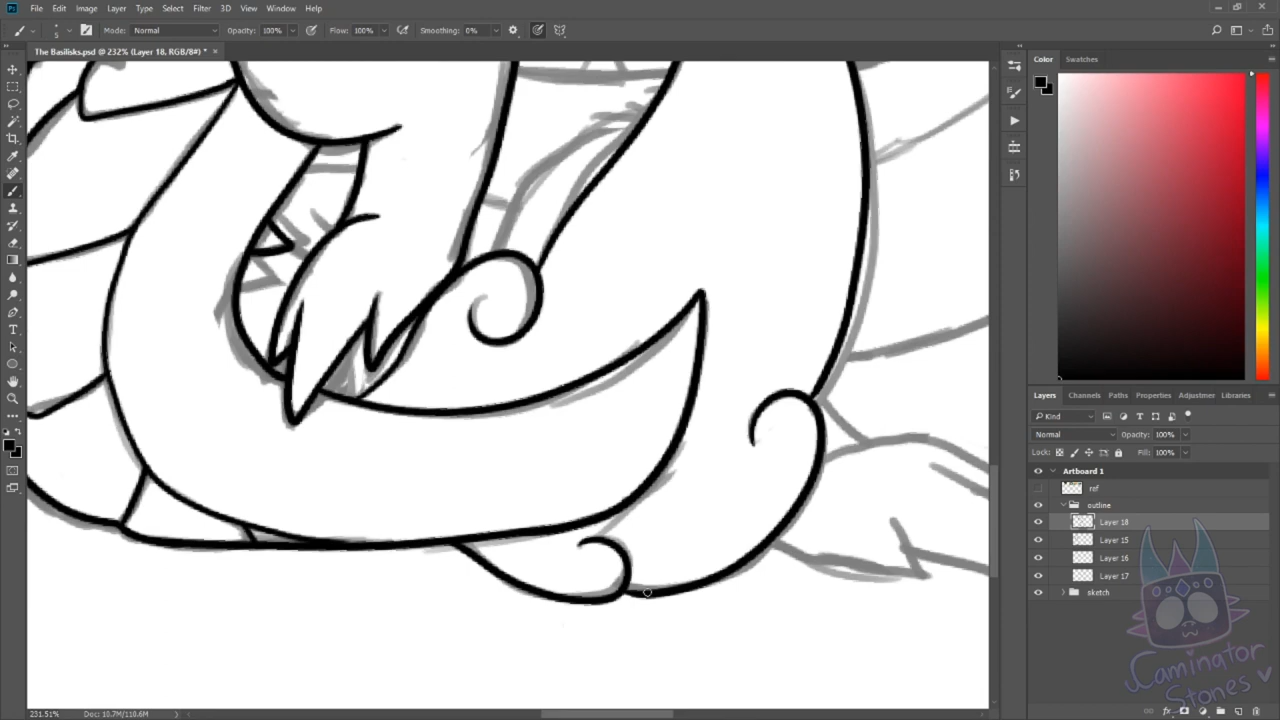 File Edit Image Layer Type Select Filter 3D View Window Help
5 Mode: Normal Opacity: 100% Flow: 100% Smoothing: 0%
The Basilisks.psd @ 232% (Layer 18, RGB/8#) * ×
Color Swatches
Layers Channels Paths Properties Adjustmer Libraries
Kind
Normal Opacity: 100%
Lock: Fill: 100%
Artboard 1
ref
outline
Layer 18
Layer 15
Layer 16
Layer 17
sketch
Caminator
Stones
231.51% Doc: 10.7M/118.6M